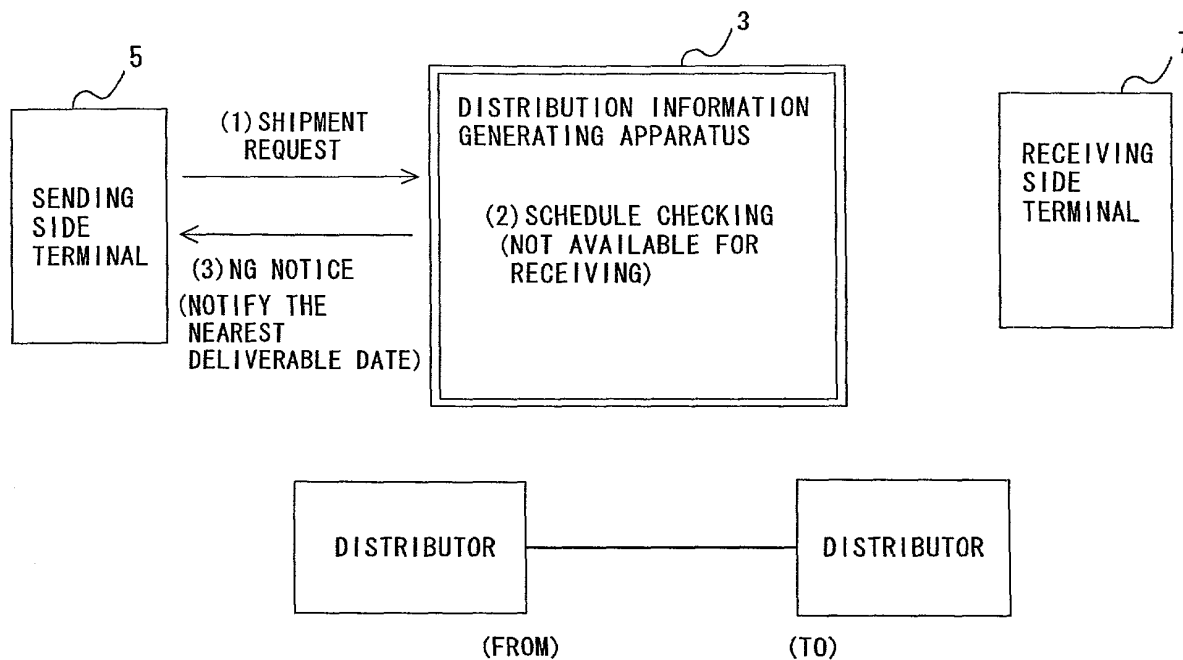 5
3
7
SENDING
SIDE
TERMINAL
(1)SHIPMENT
REQUEST
(3)NG NOTICE
(NOTIFY THE
NEAREST
DELIVERABLE DATE)
DISTRIBUTION INFORMATION
GENERATING APPARATUS
(2)SCHEDULE CHECKING
(NOT AVAILABLE FOR
RECEIVING)
RECEIVING
SIDE
TERMINAL
DISTRIBUTOR
DISTRIBUTOR
(FROM)
(TO)